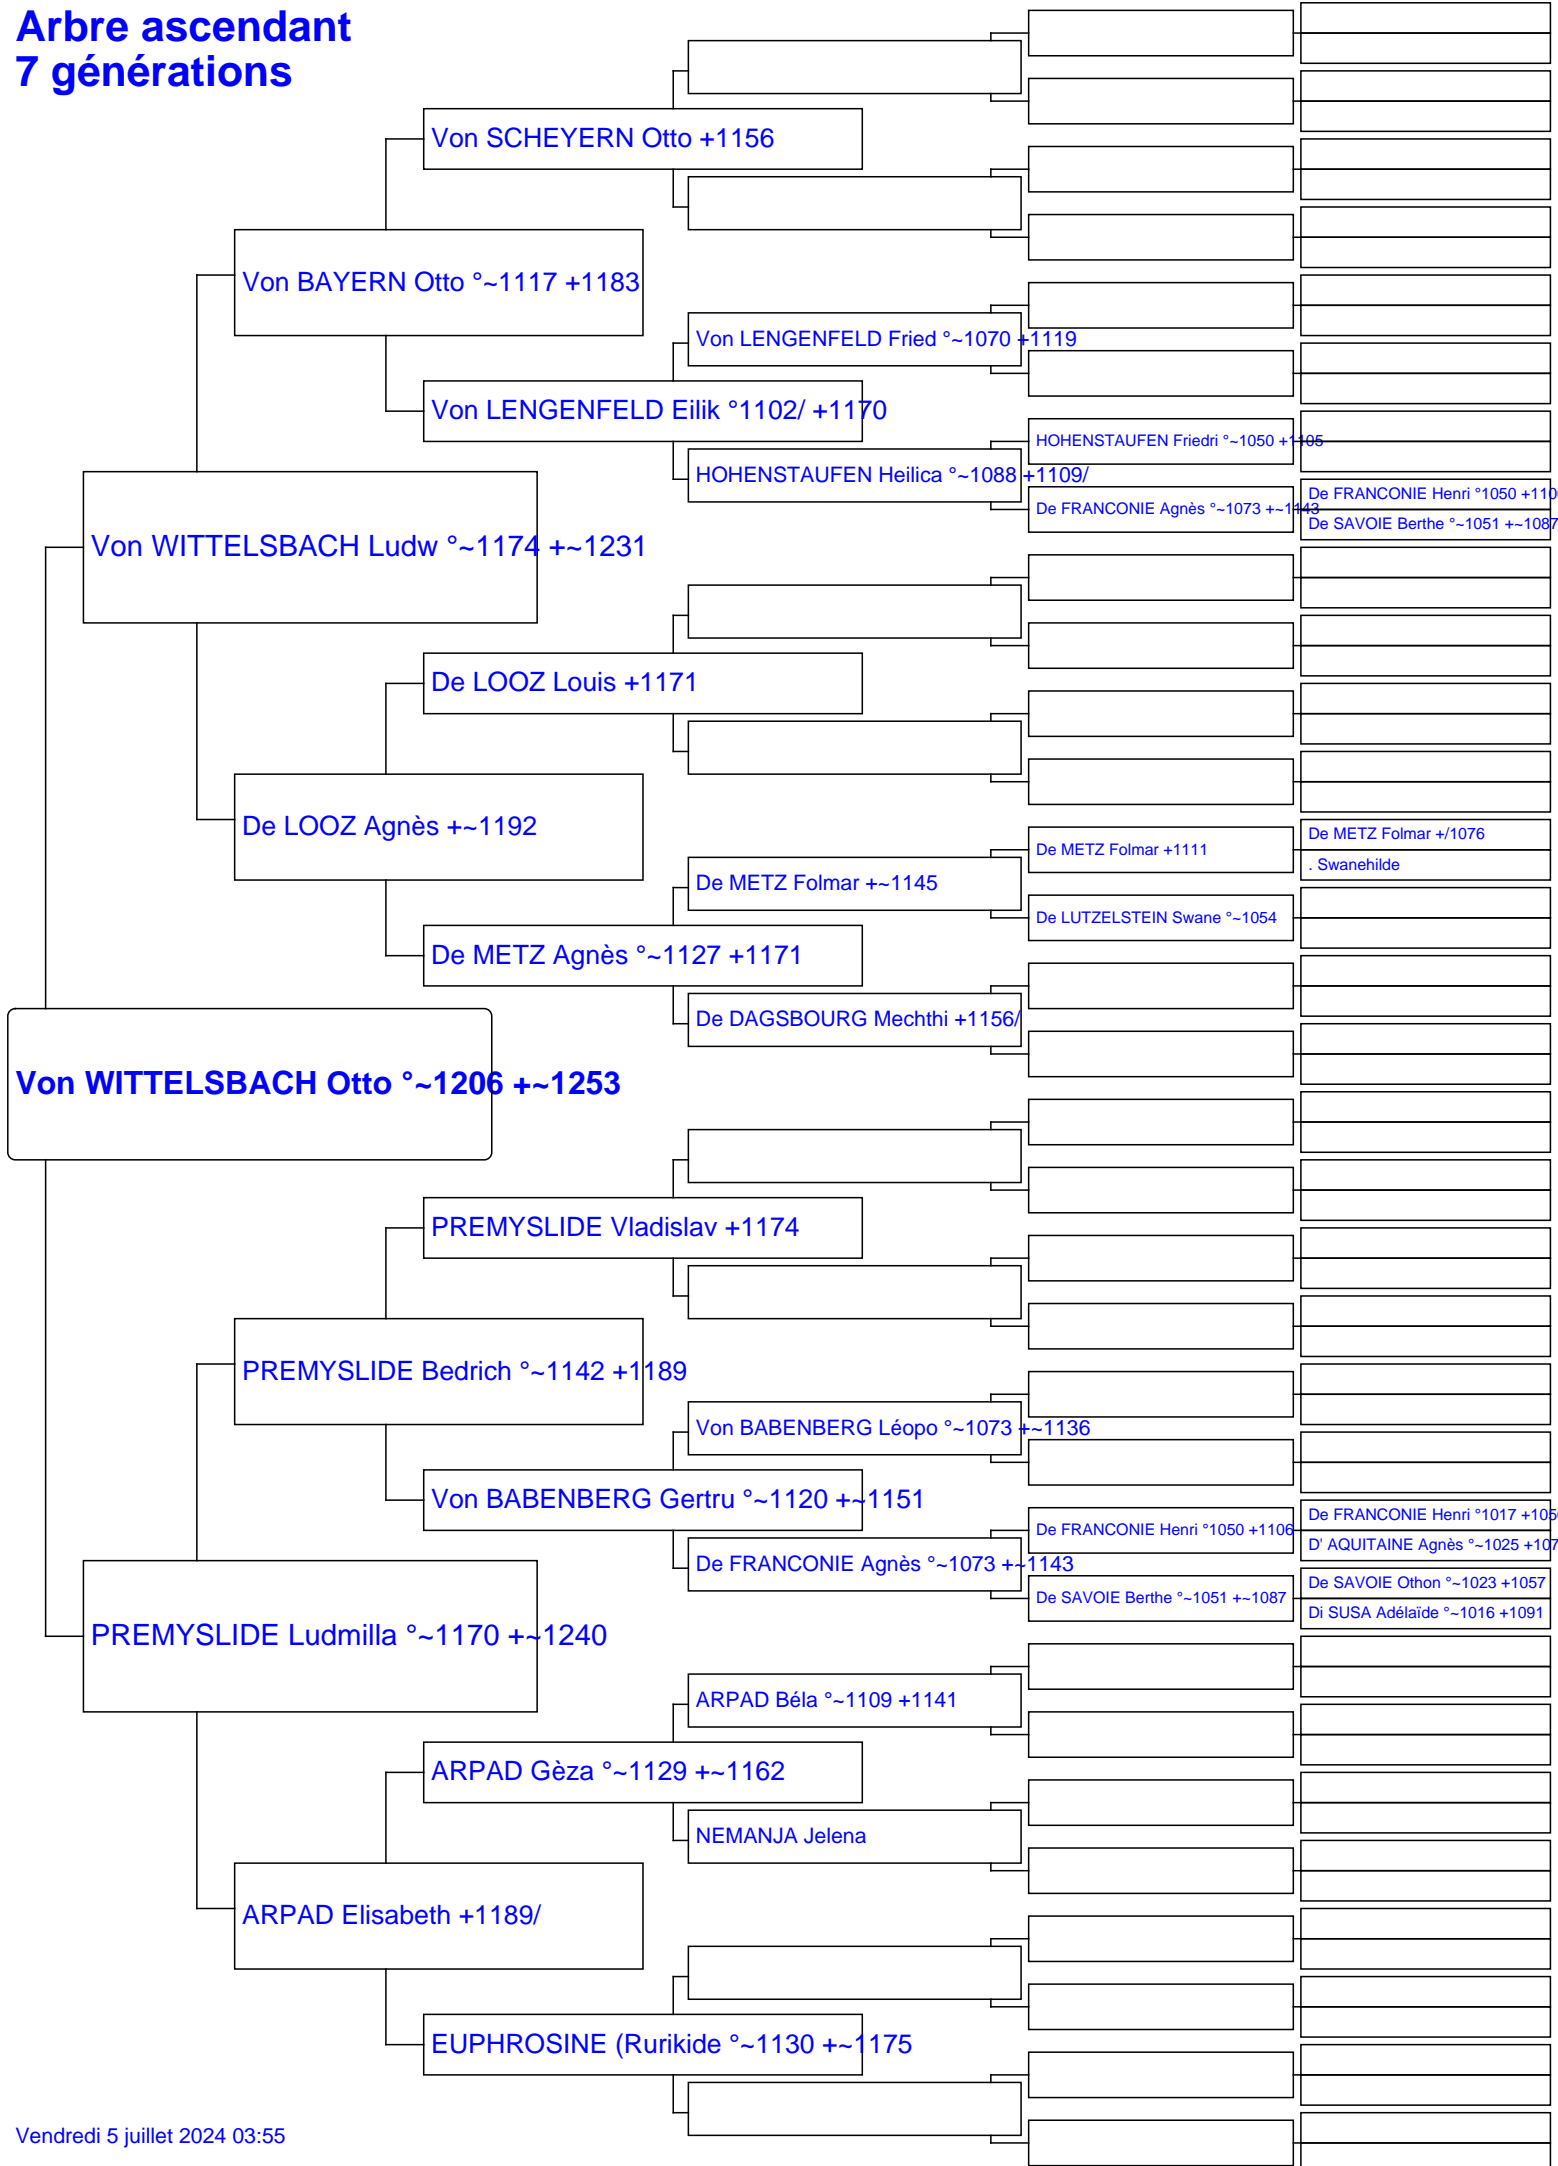 Arbre ascendant
7 générations
Von SCHEYERN Otto +1156
Von BAYERN Otto °~1117 +1183
Von LENGENFELD Fried °~1070 +1119
Von LENGENFELD Eilik °1102/ +1170
HOHENSTAUFEN Friedri °~1050 +1105
HOHENSTAUFEN Heilica °~1088 +1109/
De FRANCONIE Agnès °~1073 +~1143
De FRANCONIE Henri °1050 +110
De SAVOIE Berthe °~1051 +~1087
Von WITTELSBACH Ludw °~1174 +~1231
De LOOZ Louis +1171
De LOOZ Agnès +~1192
De METZ Folmar +~1145
De METZ Folmar +1111
De METZ Folmar +/1076
. Swanehilde
De LUTZELSTEIN Swane °~1054
De METZ Agnès °~1127 +1171
De DAGSBOURG Mechthi +1156/
Von WITTELSBACH Otto °~1206 +~1253
PREMYSLIDE Vladislav +1174
PREMYSLIDE Bedrich °~1142 +1189
Von BABENBERG Léopo °~1073 +~1136
Von BABENBERG Gertru °~1120 +~1151
De FRANCONIE Henri °1050 +1106
De FRANCONIE Henri °1017 +105
D' AQUITAINE Agnès °~1025 +107
De FRANCONIE Agnès °~1073 +~1143
De SAVOIE Berthe °~1051 +~1087
De SAVOIE Othon °~1023 +1057
Di SUSA Adélaïde °~1016 +1091
PREMYSLIDE Ludmilla °~1170 +~1240
ARPAD Béla °~1109 +1141
ARPAD Gèza °~1129 +~1162
NEMANJA Jelena
ARPAD Elisabeth +1189/
EUPHROSINE (Rurikide °~1130 +~1175
Vendredi 5 juillet 2024 03:55